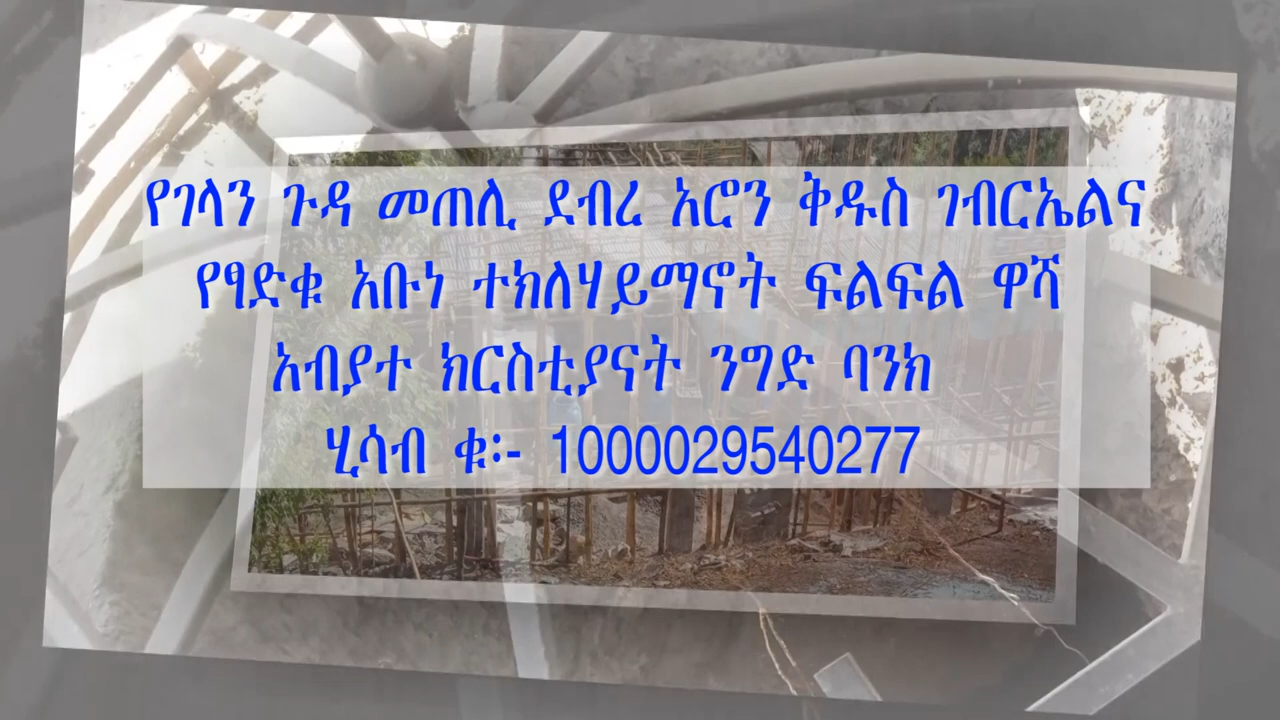 የገላን ጉዳ መጠሊ ደብረ አሮን ቅዱስ ገብርኤልና
የፃድቁ አቡነ ተክለሃይማኖት ፍልፍል ዋሻ
አብያተ ክርስቲያናት ንግድ ባንክ
ሂሳብ ቁ፡- 1000029540277